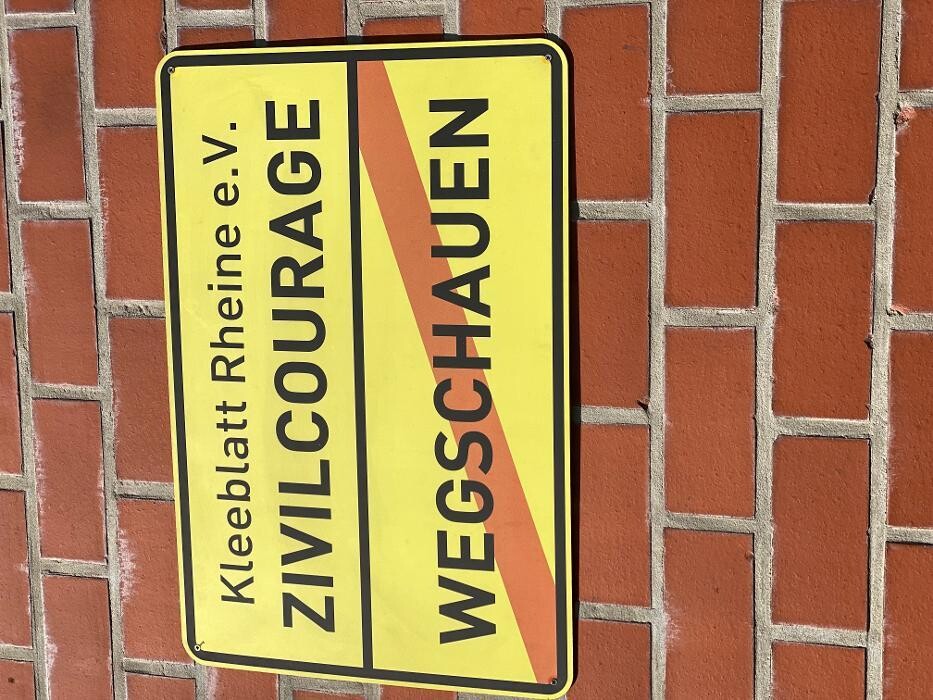 Kleeblatt Rheine e.V.
ZIVILCOURAGE
WEGSCHAUEN